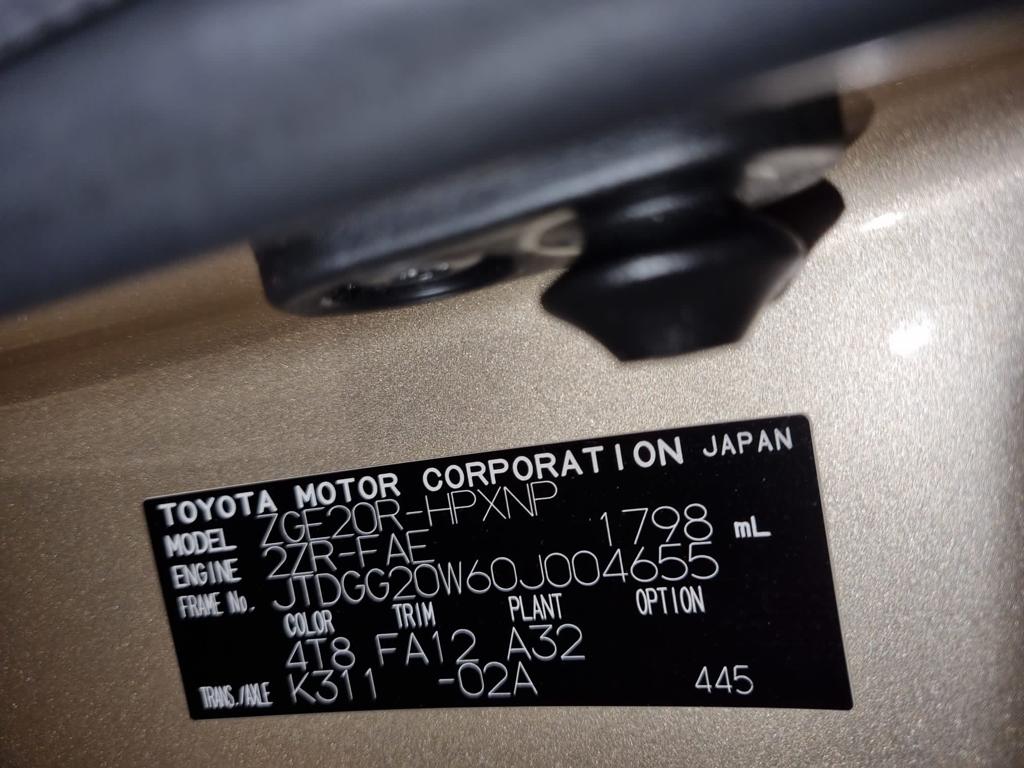 TOYOTA MOTOR CORPORATION JAPAN
MODEL ZGE20R-HPXNP
ENGINE 2ZR-FAE 1798 mL
FRAME No. JTDGG20W60J004655
COLOR TRIM PLANT OPTION
4T8 FA12 A32
TRANS./AXLE K311 -02A 445